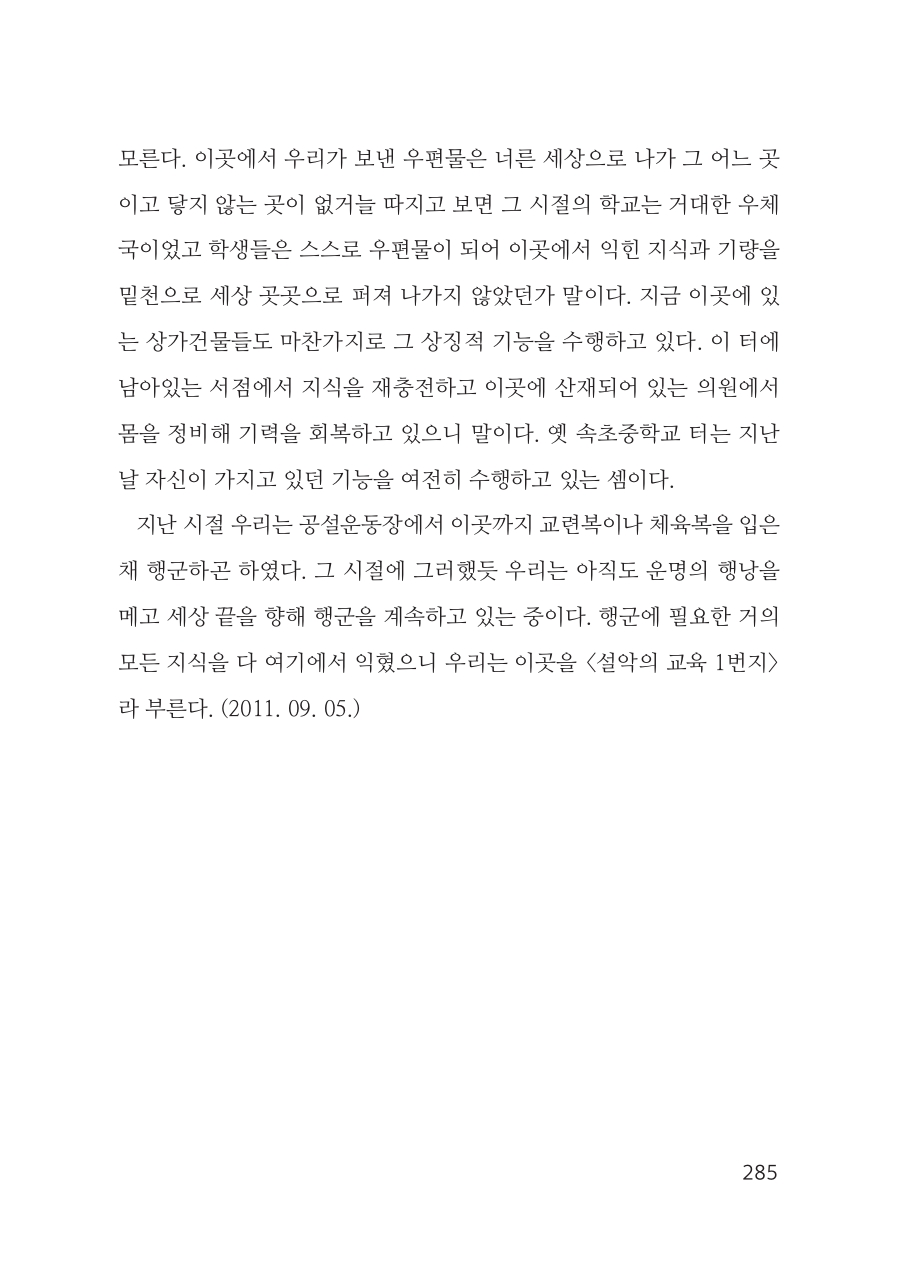 모른다. 이곳에서 우리가 보낸 우편물은 너른 세상으로 나가 그 어느 곳
이고 닿지 않는 곳이 없거늘 따지고 보면 그 시절의 학교는 거대한 우체
국이었고 학생들은 스스로 우편물이 되어 이곳에서 익힌 지식과 기량을
밑천으로 세상 곳곳으로 퍼져 나가지 않았던가 말이다. 지금 이곳에 있
는 상가건물들도 마찬가지로 그 상징적 기능을 수행하고 있다. 이 터에
남아있는 서점에서 지식을 재충전하고 이곳에 산재되어 있는 의원에서
몸을 정비해 기력을 회복하고 있으니 말이다. 옛 속초중학교 터는 지난
날 자신이 가지고 있던 기능을 여전히 수행하고 있는 셈이다.
지난 시절 우리는 공설운동장에서 이곳까지 교련복이나 체육복을 입은
채 행군하곤 하였다. 그 시절에 그러했듯 우리는 아직도 운명의 행낭을
메고 세상 끝을 향해 행군을 계속하고 있는 중이다. 행군에 필요한 거의
모든 지식을 다 여기에서 익혔으니 우리는 이곳을 〈설악의 교육 1번지〉
라 부른다. (2011. 09. 05.)
285